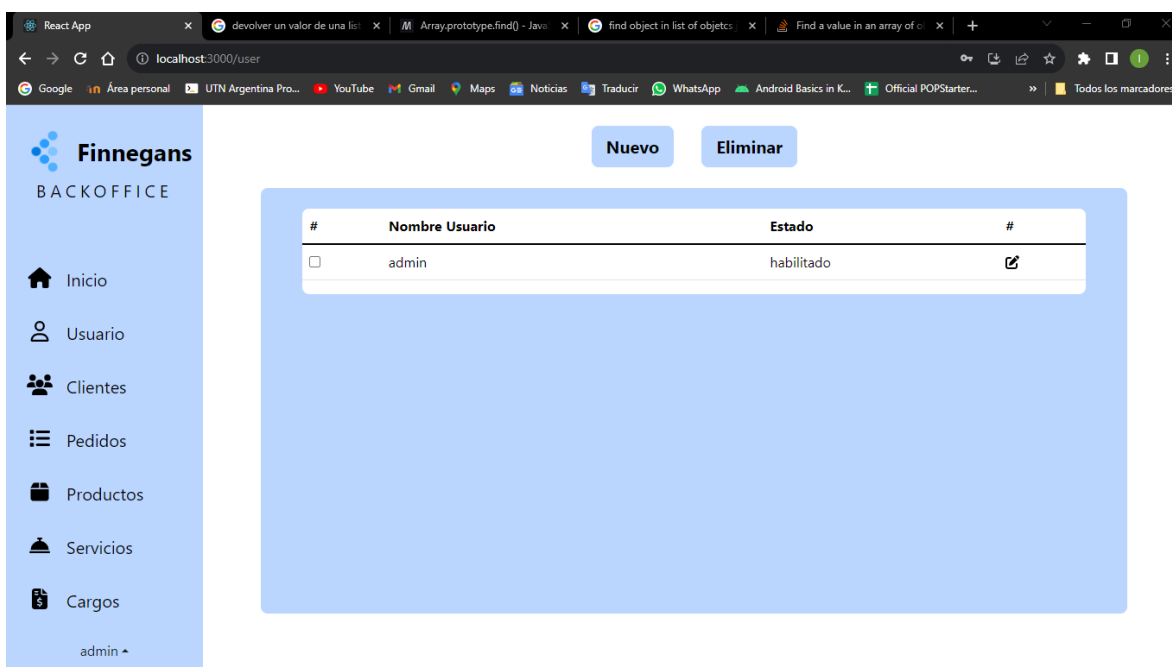 React App
devolver un valor de una list
Array.prototype.find() - Java
find object in list of objetcs j
Find a value in an array of o
localhost:3000/user
Google
Área personal
UTN Argentina Pro...
YouTube
Gmail
Maps
Noticias
Traducir
WhatsApp
Android Basics in K...
Official POPStarter...
»
Todos los marcadores
Finnegans
BACKOFFICE
Inicio
Usuario
Clientes
Pedidos
Productos
Servicios
Cargos
admin
Nuevo Eliminar
# Nombre Usuario Estado #
admin habilitado